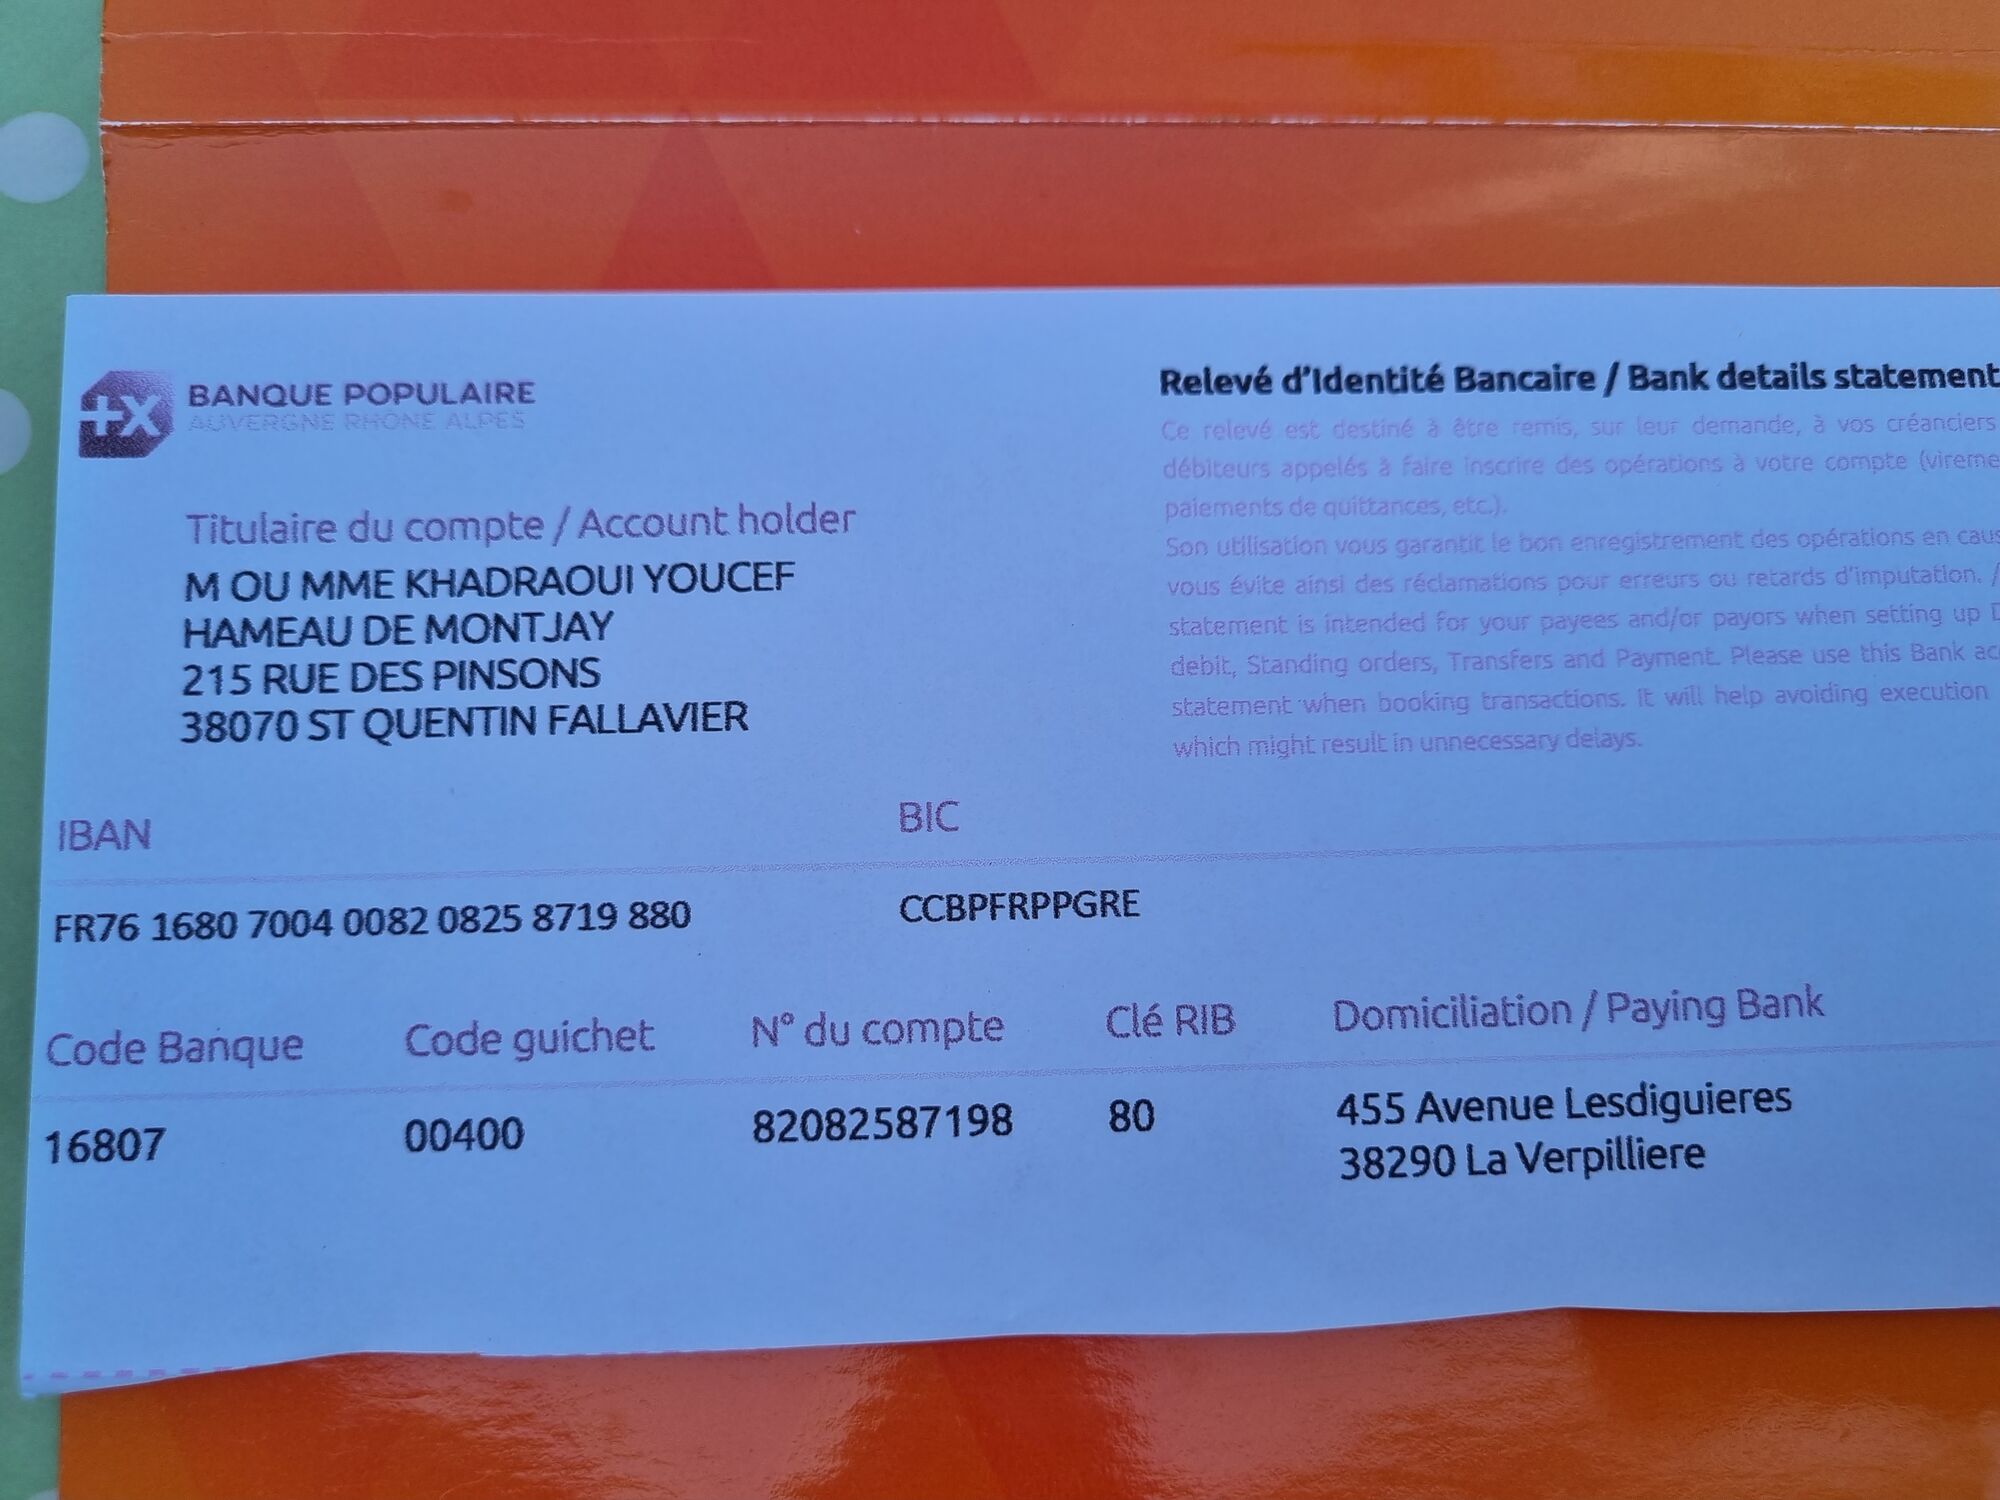 BANQUE POPULAIRE
AUVERGNE RHÔNE ALPES
Titulaire du compte / Account holder
M OU MME KHADRAOUI YOUCEF
HAMEAU DE MONTJAY
215 RUE DES PINSONS
38070 ST QUENTIN FALLAVIER
Relevé d'Identité Bancaire / Bank details statement
Ce relevé est destiné à être remis, sur leur demande, à vos créanciers
débiteurs appelés à faire inscrire des opérations à votre compte (vireme
paiements de quittances, etc.).
Son utilisation vous garantit le bon enregistrement des opérations en caus
vous évite ainsi des réclamations pour erreurs ou retards d'imputation. /
statement is intended for your payees and/or payors when setting up D
debit, Standing orders, Transfers and Payment. Please use this Bank ac
statement when booking transactions. It will help avoiding execution
which might result in unnecessary delays.
IBAN
BIC
FR76 1680 7004 0082 0825 8719 880
CCBPFRPPGRE
Code Banque
Code guichet
N° du compte
Clé RIB
Domiciliation / Paying Bank
16807
00400
82082587198
80
455 Avenue Lesdiguieres
38290 La Verpilliere